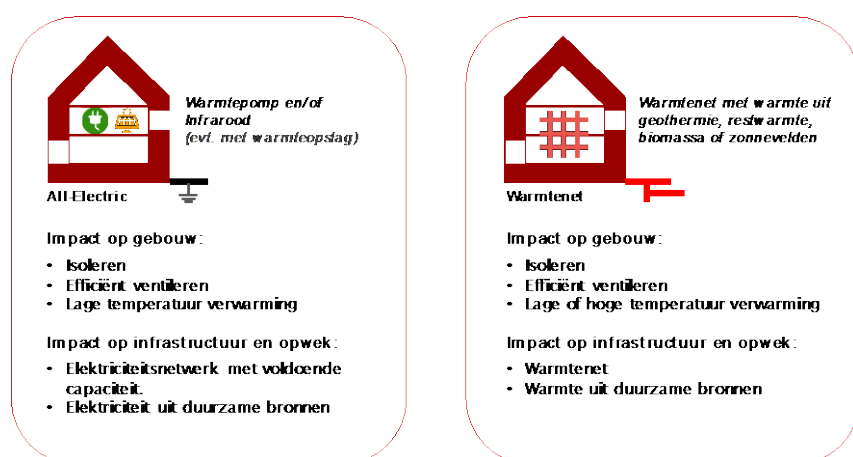 Warmtepomp en/of
Infrarood
(evt. met warmteopslag)
All-Electric
Impact op gebouw:
• Isoleren
• Efficiënt ventileren
• Lage temperatuur verwarming
Impact op infrastructuur en opwek:
• Elektriciteitsnetwerk met voldoende
capaciteit.
• Elektriciteit uit duurzame bronnen
Warmtenet met warmte uit
geothermie, restwarmte,
biomassa of zonnevelden
Warmtenet
Impact op gebouw:
• Isoleren
• Efficiënt ventileren
• Lage of hoge temperatuur verwarming
Impact op infrastructuur en opwek:
• Warmtenet
• Warmte uit duurzame bronnen